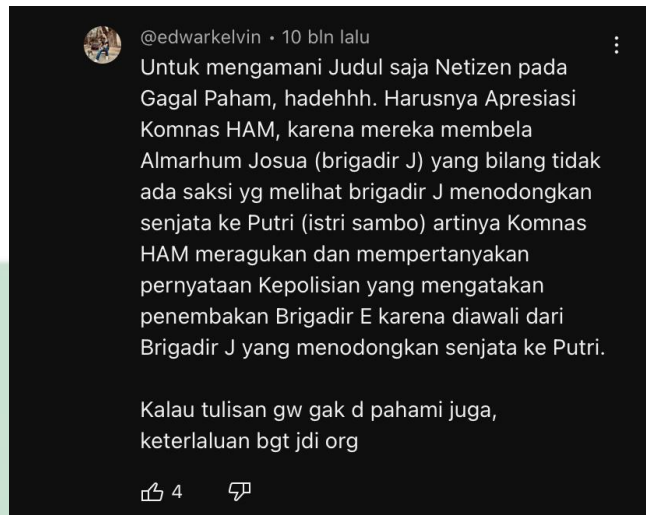 @edwarkelvin • 10 bln lalu
Untuk mengamani Judul saja Netizen pada
Gagal Paham, hadehhh. Harusnya Apresiasi
Komnas HAM, karena mereka membela
Almarhum Josua (brigadir J) yang bilang tidak
ada saksi yg melihat brigadir J menodongkan
senjata ke Putri (istri sambo) artinya Komnas
HAM meragukan dan mempertanyakan
pernyataan Kepolisian yang mengatakan
penembakan Brigadir E karena diawali dari
Brigadir J yang menodongkan senjata ke Putri.
Kalau tulisan gw gak d pahami juga,
keterlaluan bgt jdi org
4